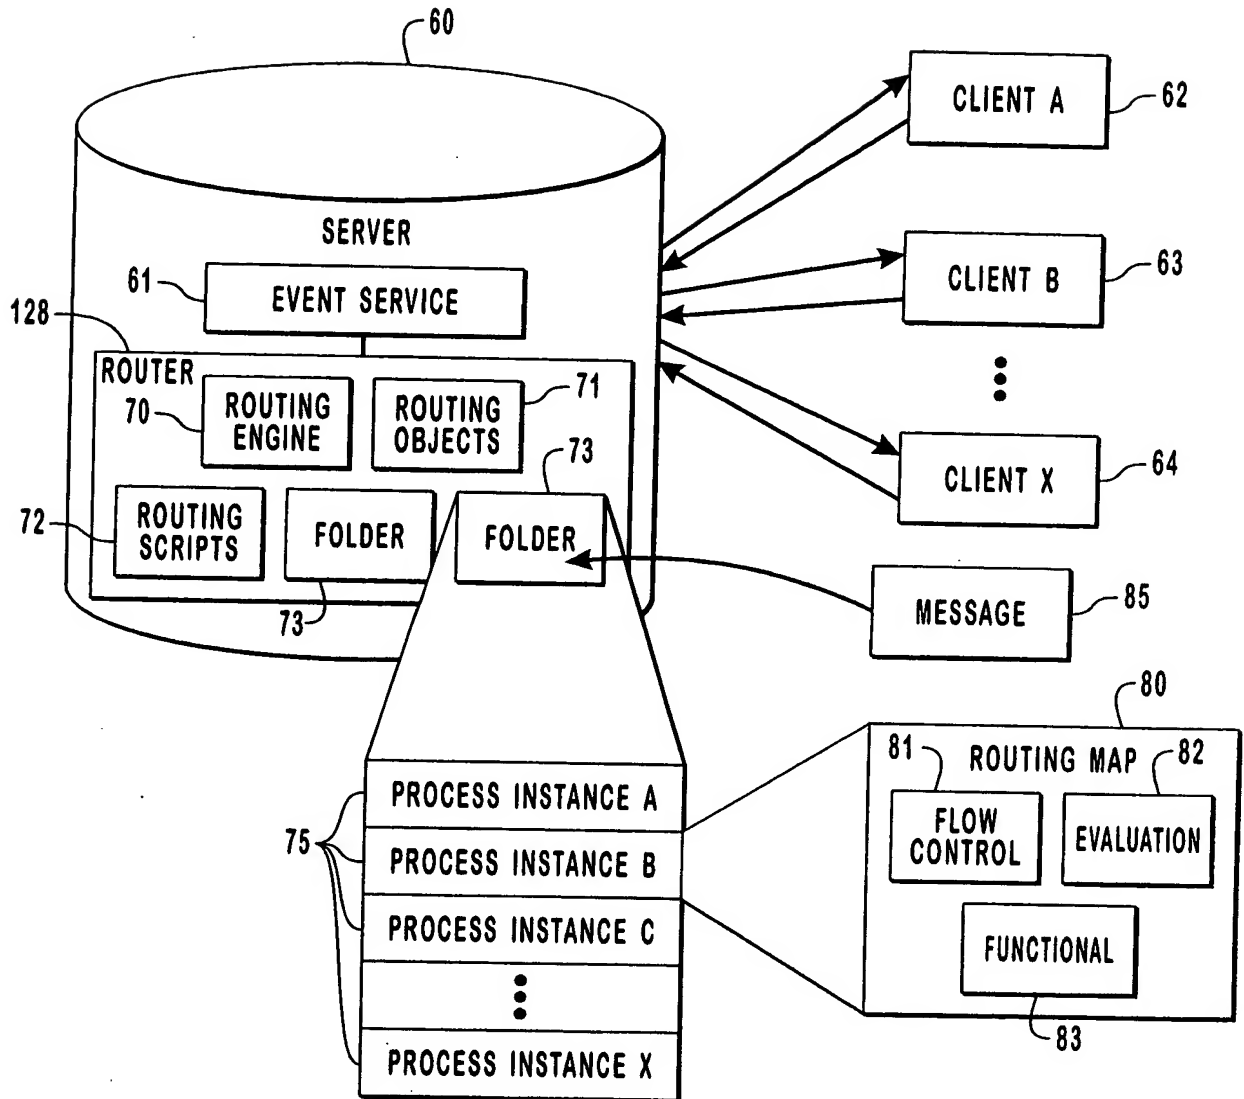 60
CLIENT A
62
SERVER
61
EVENT SERVICE
CLIENT B
63
128
ROUTER
70
ROUTING
ENGINE
ROUTING
OBJECTS
71
73
CLIENT X
64
72
ROUTING
SCRIPTS
FOLDER
FOLDER
73
MESSAGE
85
80
PROCESS INSTANCE A
75
PROCESS INSTANCE B
PROCESS INSTANCE C
PROCESS INSTANCE X
81
ROUTING MAP
82
FLOW
CONTROL
EVALUATION
FUNCTIONAL
83